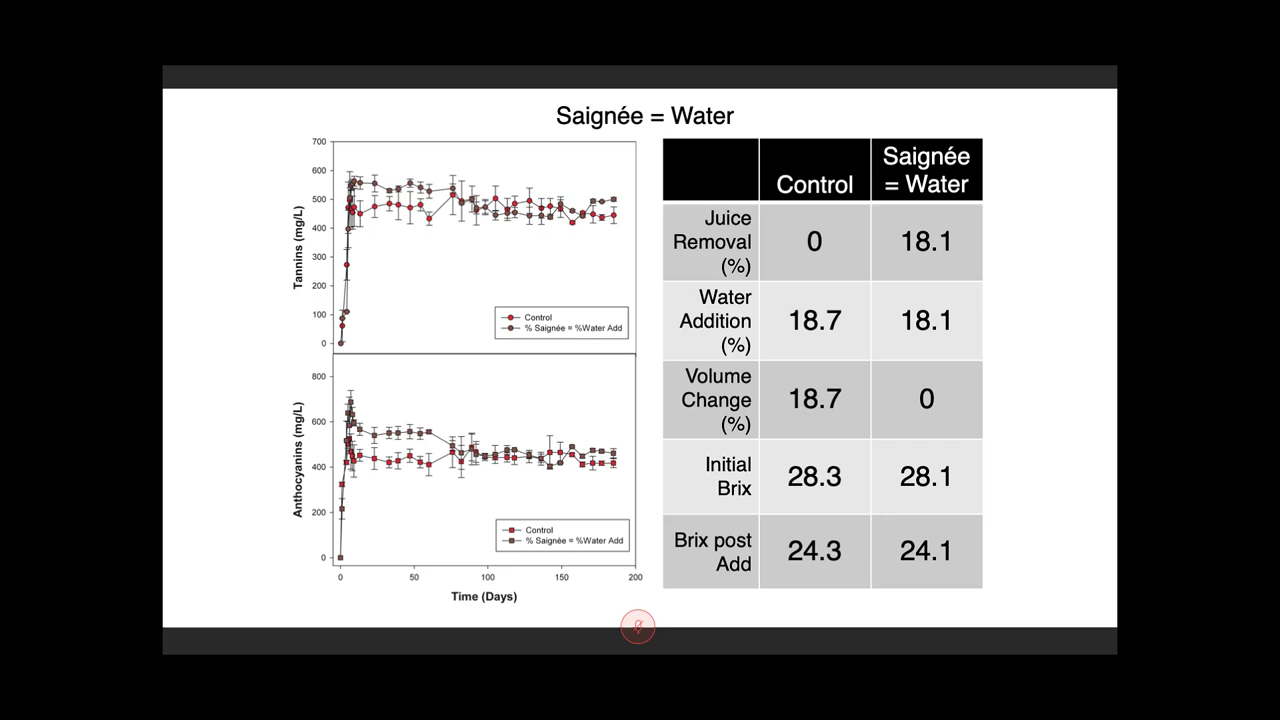 Saignée = Water
700
600
500
400
300
200
100
0
Tannins (mg/L)
Control
% Saignée = %Water Add
800
600
400
200
0
Anthocyanins (mg/L)
Control
% Saignée = %Water Add
0 50 100 150 200
Time (Days)
Control Saignée
= Water
Juice
Removal
(%)
0 18.1
Water
Addition
(%)
18.7 18.1
Volume
Change
(%)
18.7 0
Initial
Brix
28.3 28.1
Brix post
Add
24.3 24.1